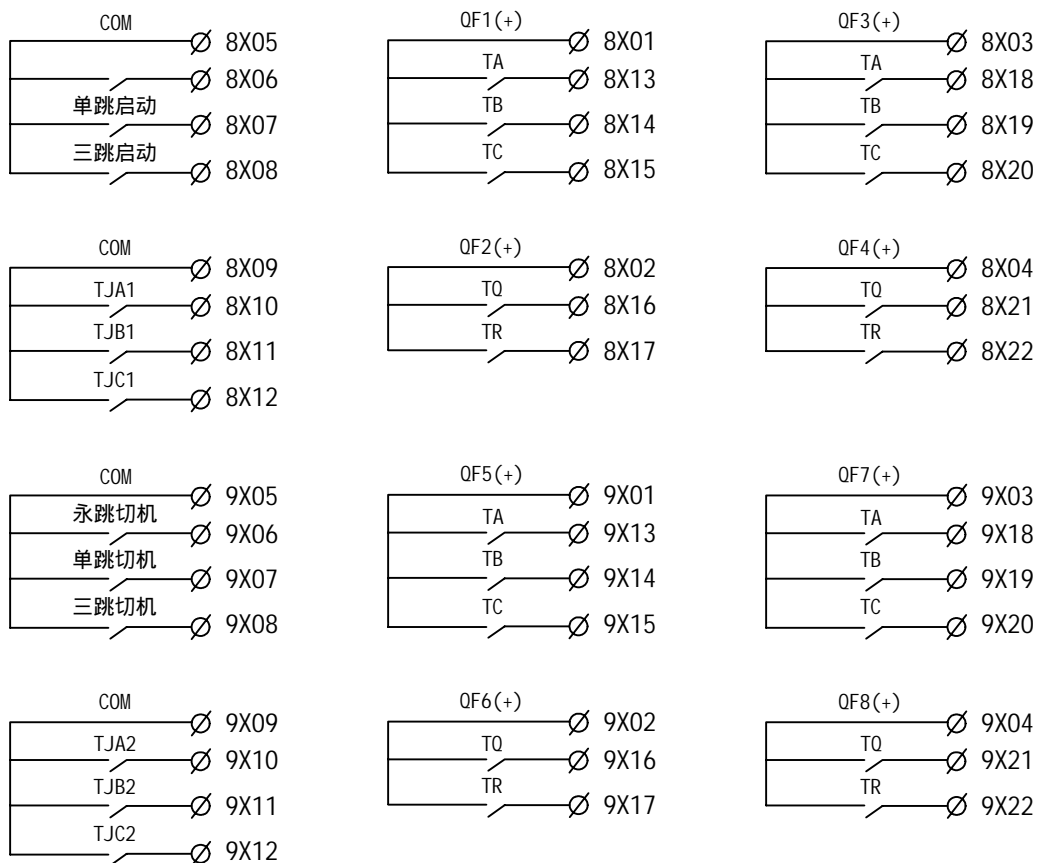 COM
8X05
8X06
单跳启动
8X07
三跳启动
8X08
QF1(+)
8X01
TA
8X13
TB
8X14
TC
8X15
QF3(+)
8X03
TA
8X18
TB
8X19
TC
8X20
COM
8X09
TJA1
8X10
TJB1
8X11
TJC1
8X12
QF2(+)
8X02
TQ
8X16
TR
8X17
QF4(+)
8X04
TQ
8X21
TR
8X22
COM
9X05
永跳切机
9X06
单跳切机
9X07
三跳切机
9X08
QF5(+)
9X01
TA
9X13
TB
9X14
TC
9X15
QF7(+)
9X03
TA
9X18
TB
9X19
TC
9X20
COM
9X09
TJA2
9X10
TJB2
9X11
TJC2
9X12
QF6(+)
9X02
TQ
9X16
TR
9X17
QF8(+)
9X04
TQ
9X21
TR
9X22